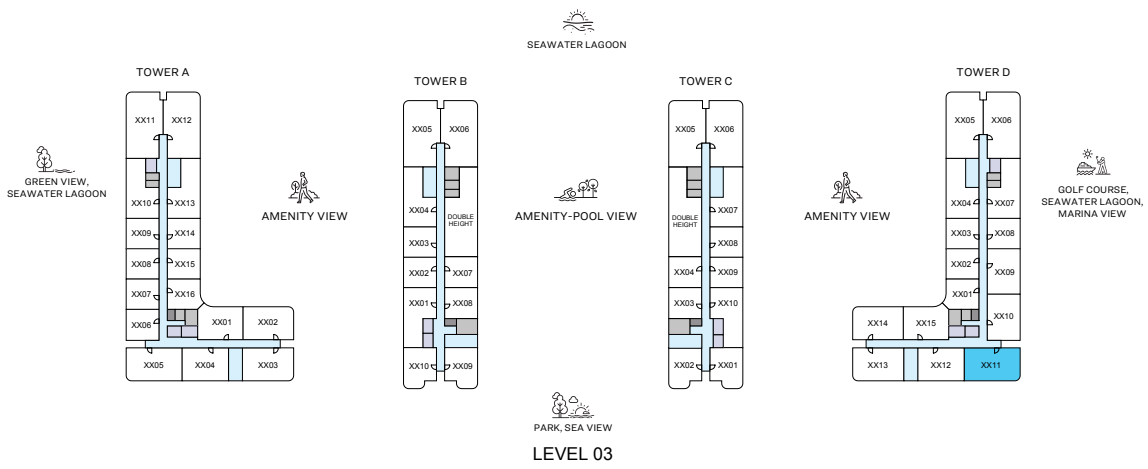 SEAWATER LAGOON
TOWER A
TOWER B
TOWER C
TOWER D
XX11
XX12
XX10
XX13
XX09
XX14
XX08
XX15
XX07
XX16
XX06
XX01
XX02
XX05
XX04
XX03
GREEN VIEW,
SEAWATER LAGOON
AMENITY VIEW
XX05
XX06
XX04
DOUBLE
HEIGHT
XX03
XX02
XX07
XX01
XX08
XX10
XX09
AMENITY-POOL VIEW
XX05
XX06
XX07
DOUBLE
HEIGHT
XX08
XX04
XX09
XX03
XX10
XX02
XX01
AMENITY VIEW
XX05
XX06
XX04
XX07
XX03
XX02
XX09
XX01
XX10
XX14
XX15
XX13
XX12
XX11
GOLF COURSE,
SEAWATER LAGOON,
MARINA VIEW
PARK, SEA VIEW
LEVEL 03